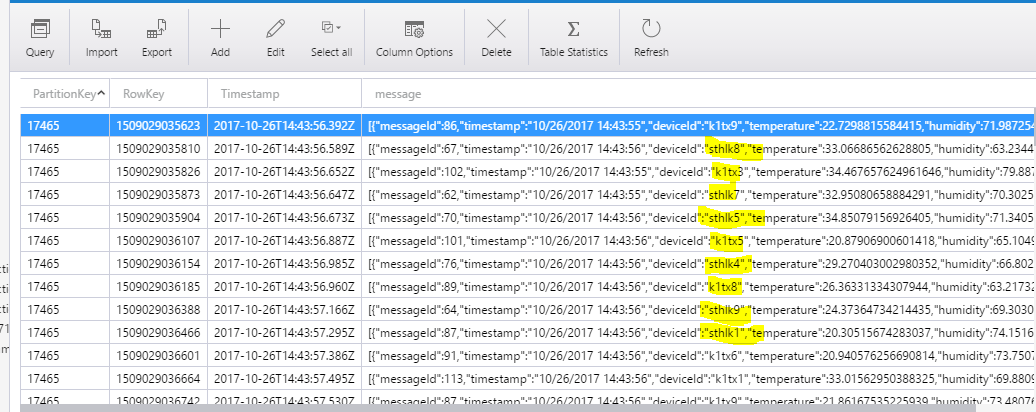 Query Import Export Add Edit Select all Column Options Delete Table Statistics Refresh
PartitionKey RowKey Timestamp message
17465 1509029035623 2017-10-26T14:43:56.392Z [{"messageId":86,"timestamp":"10/26/2017 14:43:55","deviceId":"k1tx9","temperature":22.7298815584415,"humidity":71.987254
17465 1509029035810 2017-10-26T14:43:56.589Z [{"messageId":67,"timestamp":"10/26/2017 14:43:56","deviceId":"sthlk8","temperature":33.06686562628805,"humidity":63.2344
17465 1509029035826 2017-10-26T14:43:56.652Z [{"messageId":102,"timestamp":"10/26/2017 14:43:55","deviceId":"k1tx3","temperature":34.467657624961646,"humidity":79.887
17465 1509029035873 2017-10-26T14:43:56.647Z [{"messageId":62,"timestamp":"10/26/2017 14:43:55","deviceId":"sthlk7","temperature":32.95080658884291,"humidity":70.3025
17465 1509029035904 2017-10-26T14:43:56.673Z [{"messageId":70,"timestamp":"10/26/2017 14:43:56","deviceId":"sthlk5","temperature":34.85079156926405,"humidity":71.3405
17465 1509029036107 2017-10-26T14:43:56.887Z [{"messageId":101,"timestamp":"10/26/2017 14:43:56","deviceId":"k1tx5","temperature":20.87906900601418,"humidity":65.1049
17465 1509029036154 2017-10-26T14:43:56.985Z [{"messageId":76,"timestamp":"10/26/2017 14:43:56","deviceId":"sthlk4","temperature":29.270403002980352,"humidity":66.802
17465 1509029036185 2017-10-26T14:43:56.960Z [{"messageId":89,"timestamp":"10/26/2017 14:43:56","deviceId":"k1tx8","temperature":26.36331334307944,"humidity":63.21732
17465 1509029036388 2017-10-26T14:43:57.166Z [{"messageId":64,"timestamp":"10/26/2017 14:43:56","deviceId":"sthlk9","temperature":24.37364734214435,"humidity":69.3030
17465 1509029036466 2017-10-26T14:43:57.295Z [{"messageId":87,"timestamp":"10/26/2017 14:43:56","deviceId":"sthlk1","temperature":20.30515674283037,"humidity":74.1516
17465 1509029036601 2017-10-26T14:43:57.386Z [{"messageId":91,"timestamp":"10/26/2017 14:43:56","deviceId":"k1tx6","temperature":20.940576256690814,"humidity":73.7507
17465 1509029036664 2017-10-26T14:43:57.495Z [{"messageId":113,"timestamp":"10/26/2017 14:43:56","deviceId":"k1tx1","temperature":33.01562950388325,"humidity":69.8809
17465 1509029036742 2017-10-26T14:43:57.530Z [{"messageId":87,"timestamp":"10/26/2017 14:43:56","deviceId":"k1tx9","temperature":21.86167535225939,"humidity":73.48076